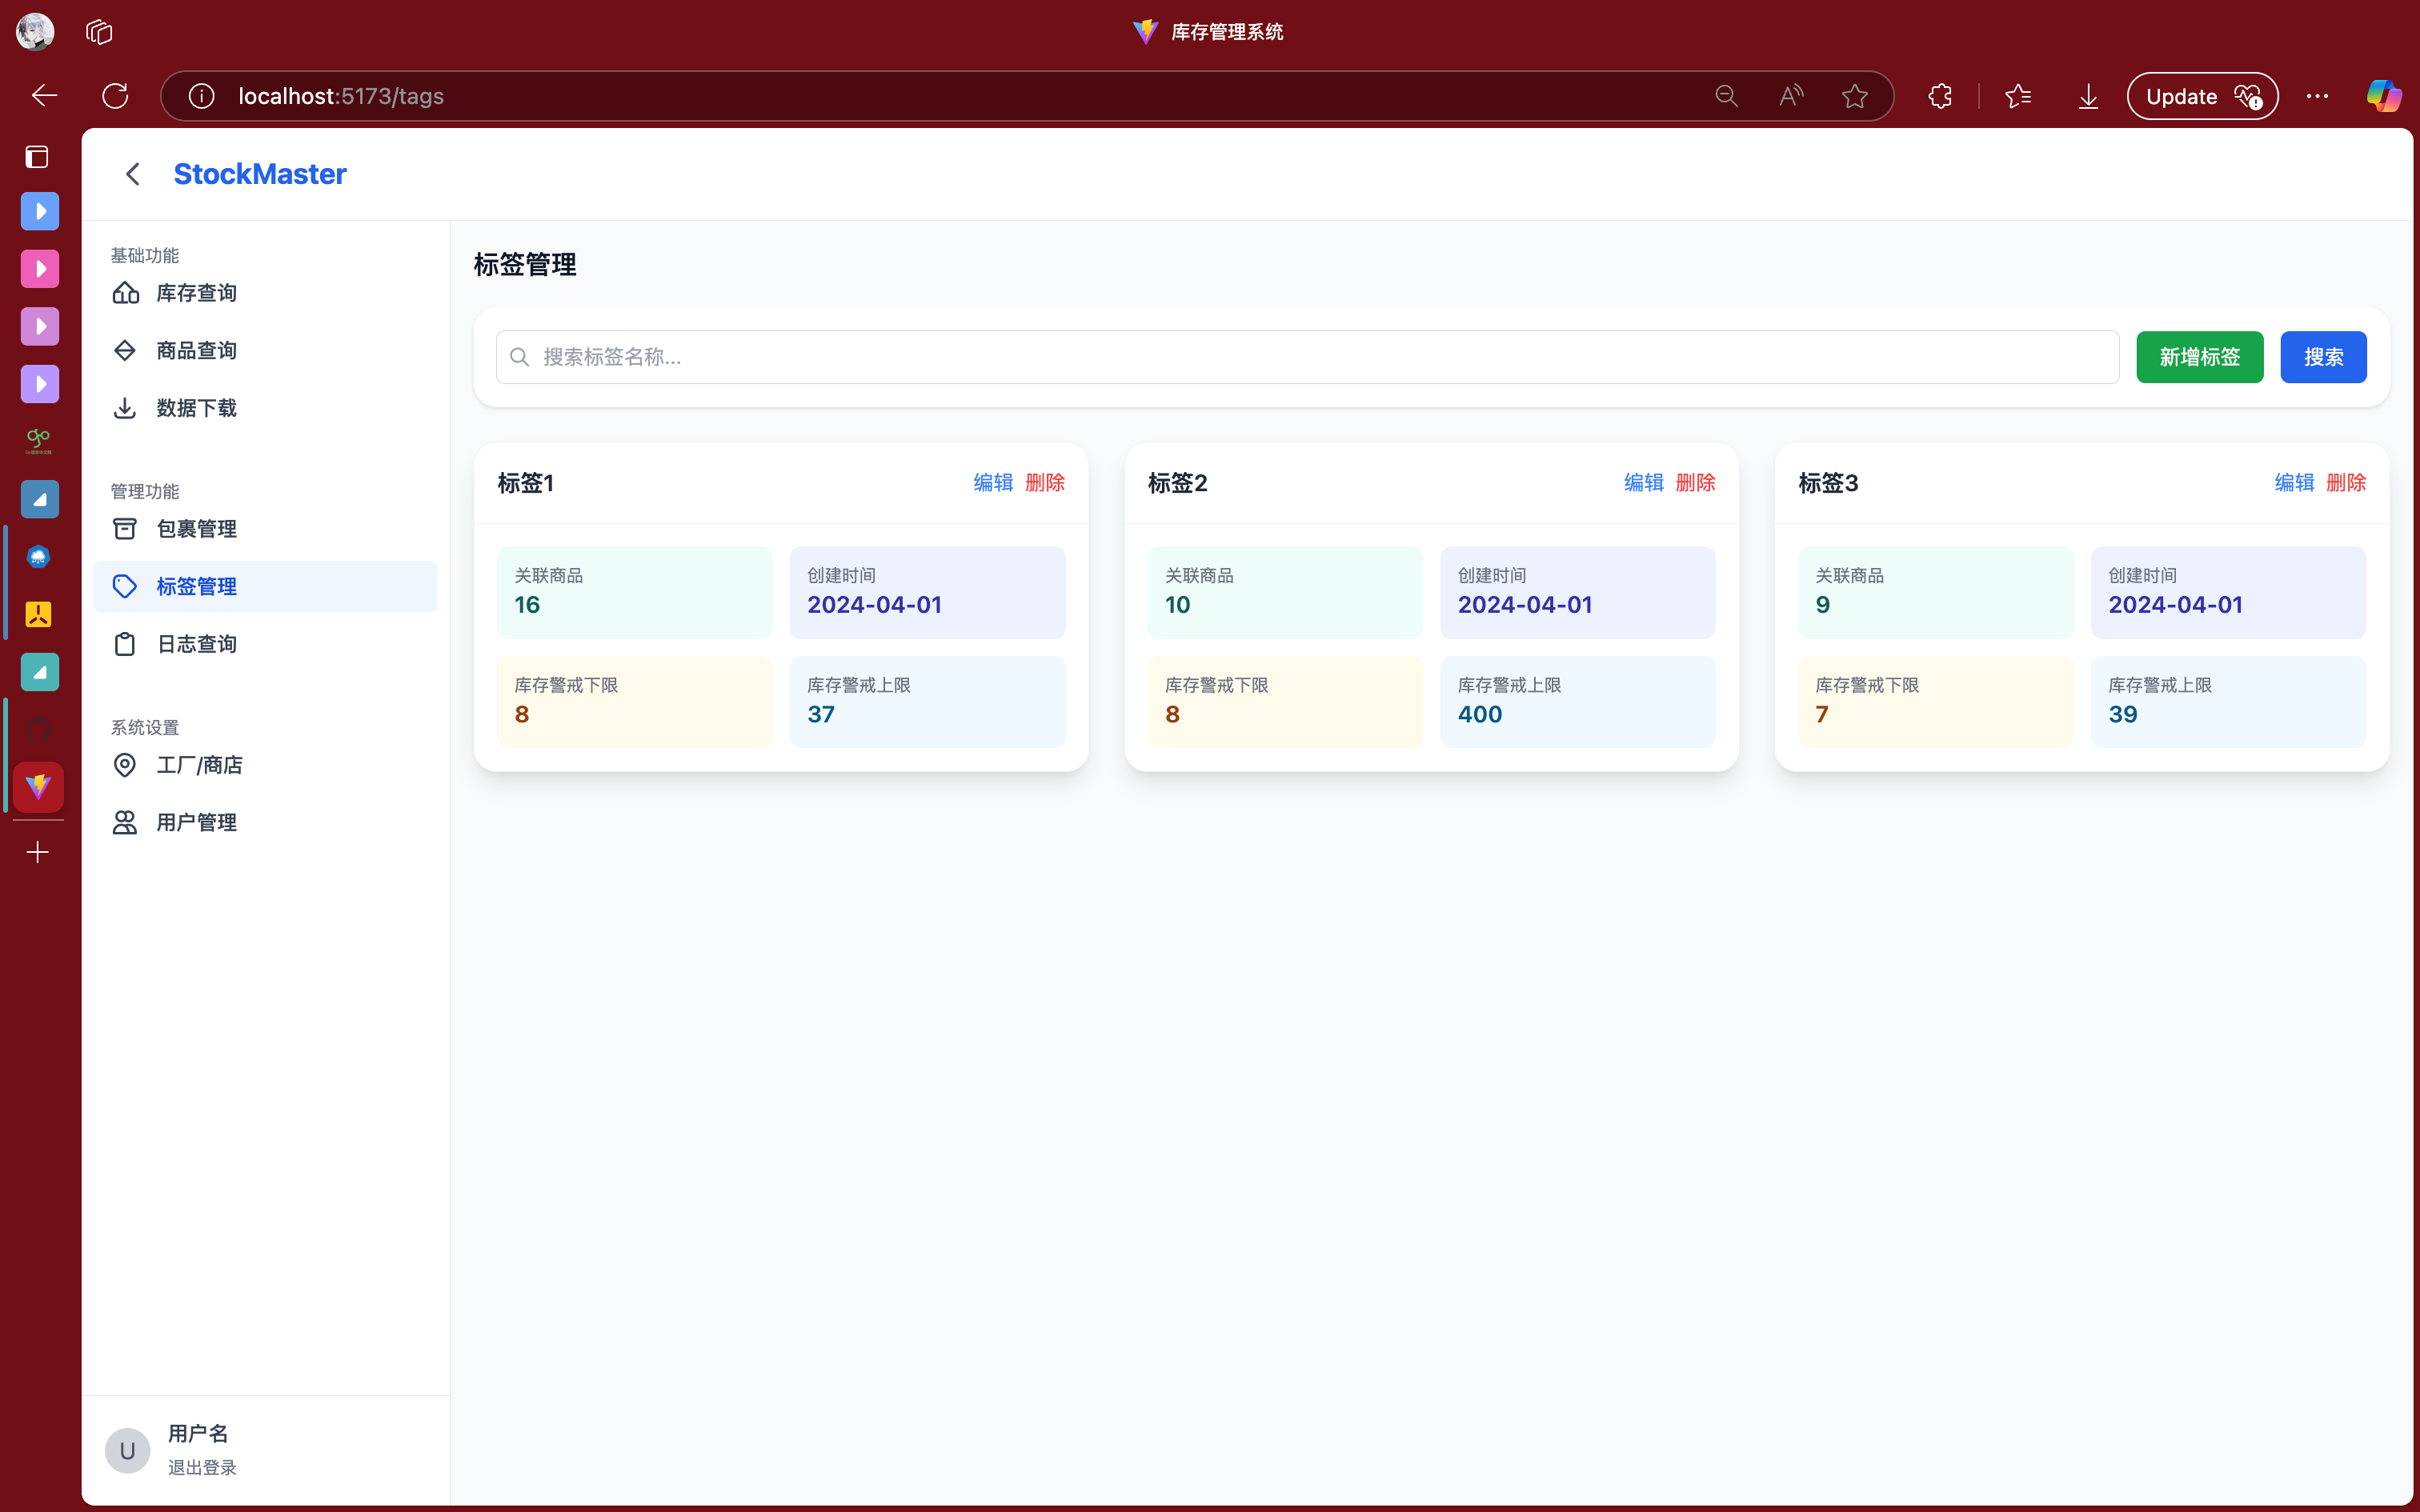 库存管理系统
localhost:5173/tags
Update
StockMaster
基础功能
库存查询
商品查询
数据下载
管理功能
包裹管理
标签管理
日志查询
系统设置
工厂/商店
用户管理
U
用户名
退出登录
标签管理
搜索标签名称...
新增标签
搜索
标签1
编辑 删除
关联商品
16
创建时间
2024-04-01
库存警戒下限
8
库存警戒上限
37
标签2
编辑 删除
关联商品
10
创建时间
2024-04-01
库存警戒下限
8
库存警戒上限
400
标签3
编辑 删除
关联商品
9
创建时间
2024-04-01
库存警戒下限
7
库存警戒上限
39